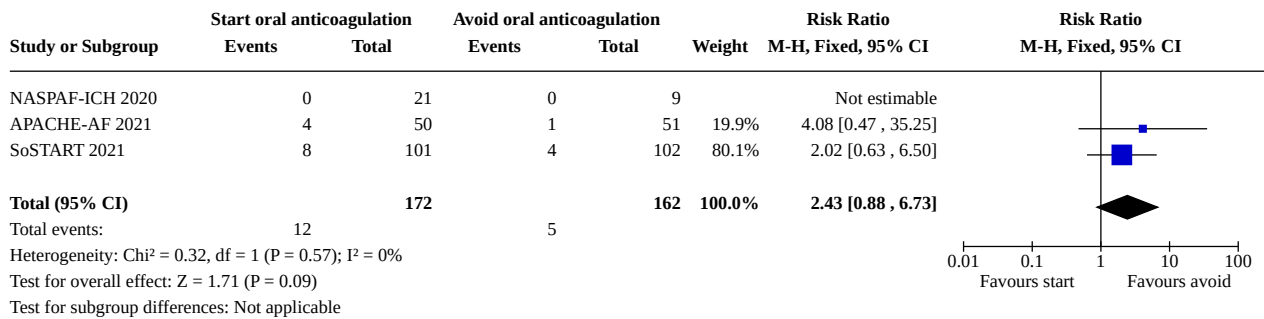 Start oral anticoagulation Avoid oral anticoagulation Risk Ratio Risk Ratio
Study or Subgroup Events Total Events Total Weight M-H, Fixed, 95% CI M-H, Fixed, 95% CI
NASPAF-ICH 2020 0 21 0 9 Not estimable
APACHE-AF 2021 4 50 1 51 19.9% 4.08 [0.47 , 35.25]
SoSTART 2021 8 101 4 102 80.1% 2.02 [0.63 , 6.50]
Total (95% CI) 172 162 100.0% 2.43 [0.88 , 6.73]
Total events: 12 5
Heterogeneity: Chi² = 0.32, df = 1 (P = 0.57); I² = 0%
0.01 0.1 1 10 100
Test for overall effect: Z = 1.71 (P = 0.09) Favours start Favours avoid
Test for subgroup differences: Not applicable